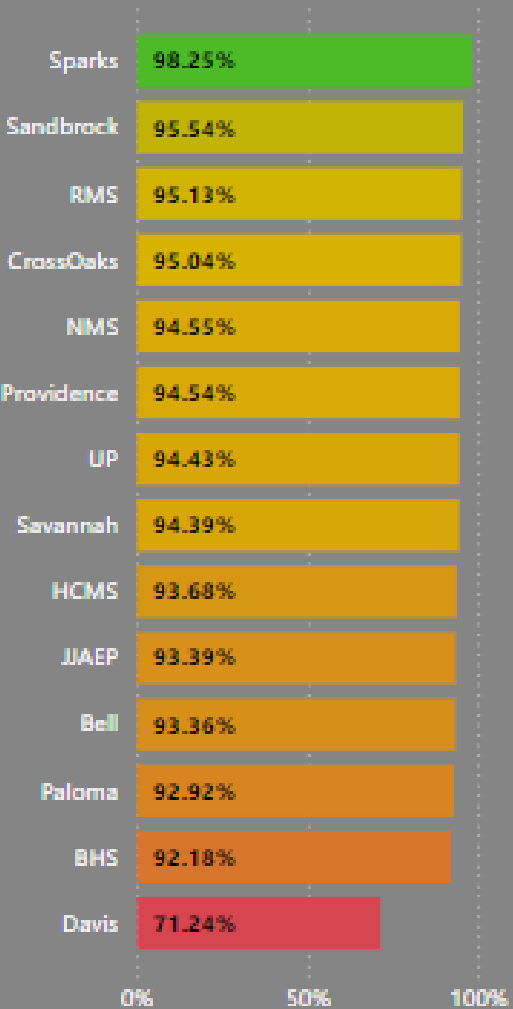 Sparks 98.25%
Sandbrock 95.54%
RMS 95.13%
CrossOaks 95.04%
NMS 94.55%
Providence 94.54%
UP 94.43%
Savannah 94.39%
HCMS 93.68%
JJAEP 93.39%
Bell 93.36%
Paloma 92.92%
BHS 92.18%
Davis 71.24%
0% 50% 100%